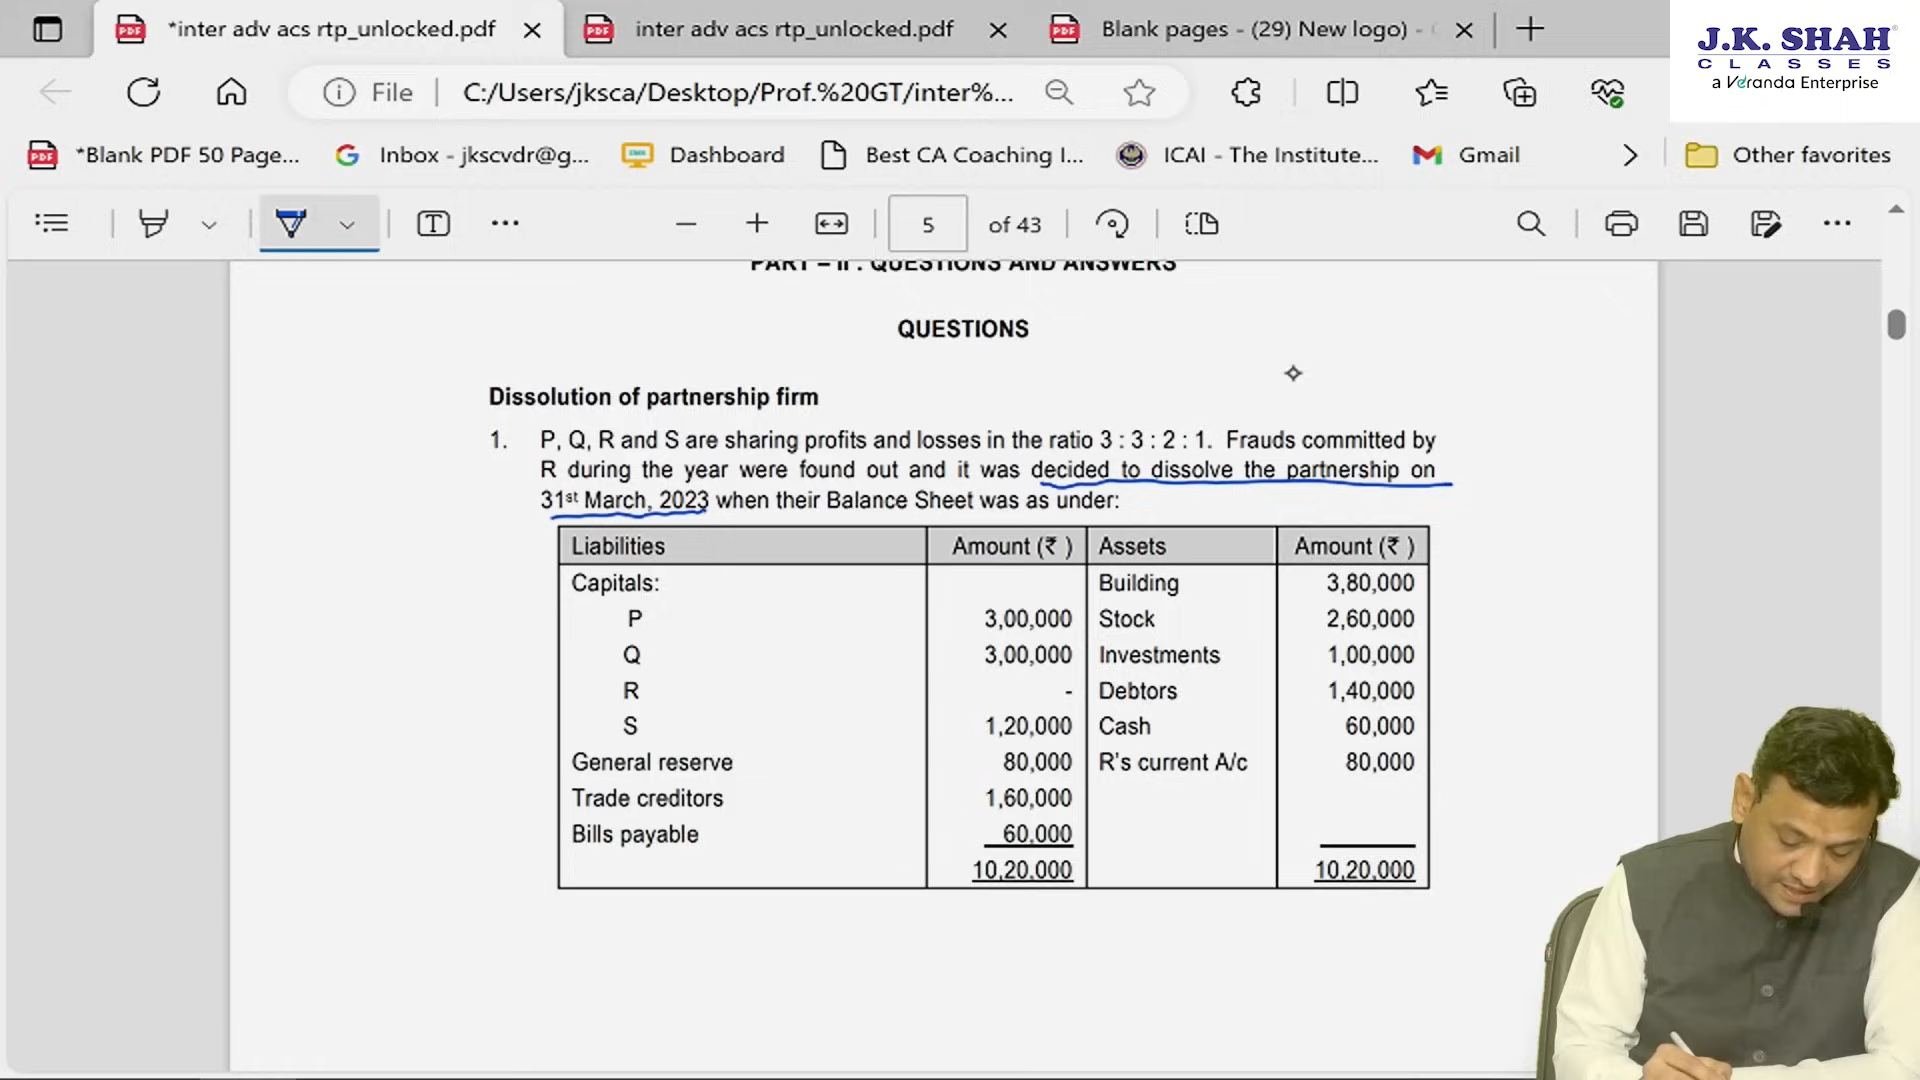 *inter adv acs rtp_unlocked.pdf
inter adv acs rtp_unlocked.pdf
Blank pages - (29) New logo) -
J.K. SHAH®
CLASSES
a Veranda Enterprise
File
C:/Users/jksca/Desktop/Prof.%20GT/inter%...
*Blank PDF 50 Page...
Inbox - jkscvdr@g...
Dashboard
Best CA Coaching I...
ICAI - The Institute...
Gmail
Other favorites
5 of 43
PART – II : QUESTIONS AND ANSWERS
QUESTIONS
Dissolution of partnership firm
1. P, Q, R and S are sharing profits and losses in the ratio 3 : 3 : 2 : 1. Frauds committed by
R during the year were found out and it was decided to dissolve the partnership on
31st March, 2023 when their Balance Sheet was as under:
Liabilities Amount (₹ ) Assets Amount (₹ )
Capitals: Building 3,80,000
P 3,00,000 Stock 2,60,000
Q 3,00,000 Investments 1,00,000
R - Debtors 1,40,000
S 1,20,000 Cash 60,000
General reserve 80,000 R's current A/c 80,000
Trade creditors 1,60,000
Bills payable 60,000
10,20,000 10,20,000